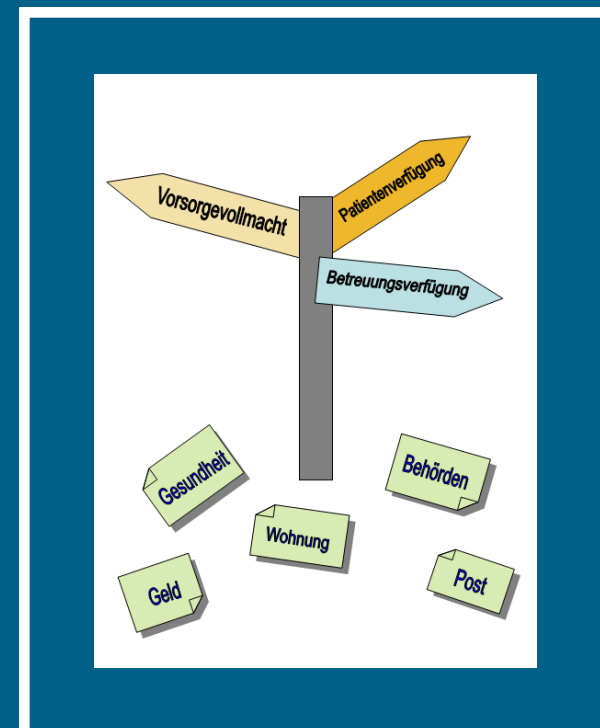 Patientenverfügung
Vorsorgevollmacht
Betreuungsverfügung
Gesundheit
Behörden
Wohnung
Geld
Post